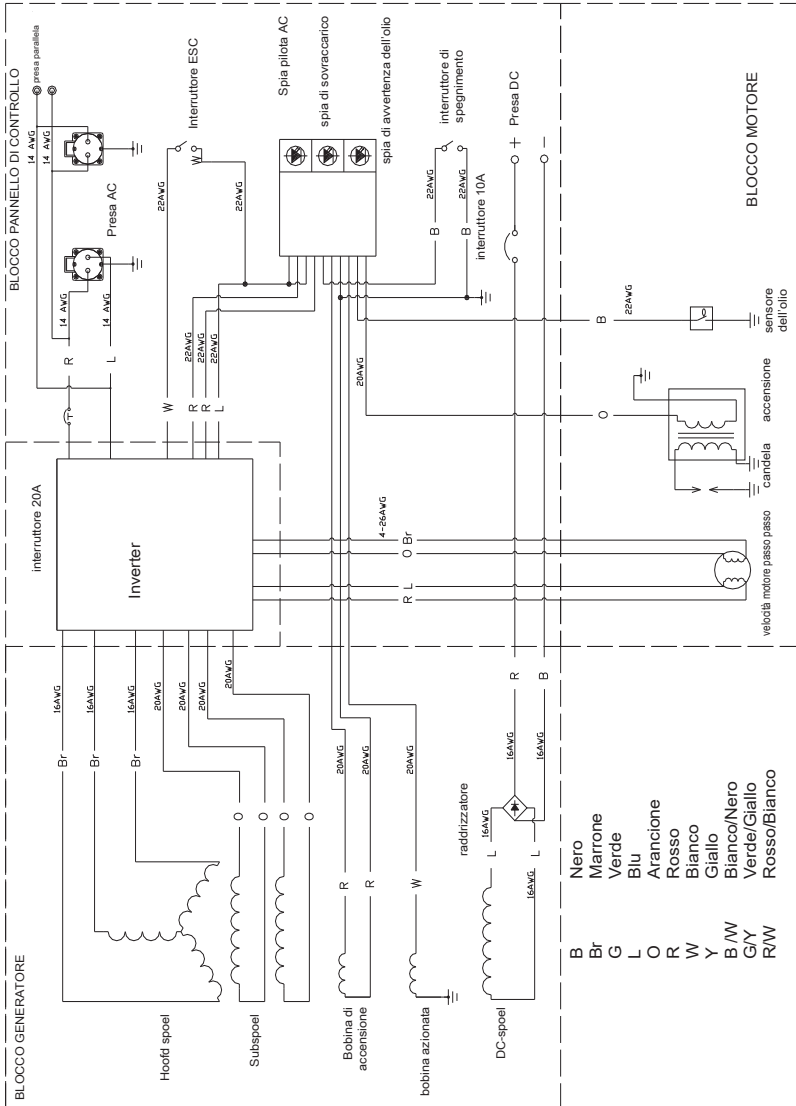 BLOCCO PANNELLO DI CONTROLLO
presa parallela
14 AWG
14 AWG
14 AWG
14 AWG
Presa AC
R
L
Interruttore ESC
W
22AWG
22AWG
Spia pilota AC
spia di sovraccarico
spia di avvertenza dell'olio
interruttore di
spegnimento
22AWG
22AWG
B
B
interruttore 10A
Presa DC
+
–
W
R
R
L
22AWG
22AWG
22AWG
22AWG
20AWG
interruttore 20A
Inverter
4-26AWG
Br
O
L
R
BLOCCO MOTORE
B
22AWG
sensore
dell'olio
O
accensione
candela
velocità motore passo passo
BLOCCO GENERATORE
Br
Br
Br
16AWG
16AWG
16AWG
20AWG
20AWG
20AWG
20AWG
O
O
O
O
Hoofd spoel
Subspoel
Bobina di
accensione
R
R
20AWG
20AWG
bobina azionata
W
20AWG
DC-spoel
raddrizzatore
L
L
16AWG
16AWG
16AWG
16AWG
R
B
B Nero
Br Marrone
G Verde
L Blu
O Arancione
R Rosso
W Bianco
Y Giallo
B /W Bianco/Nero
G/Y Verde/Giallo
R/W Rosso/Bianco